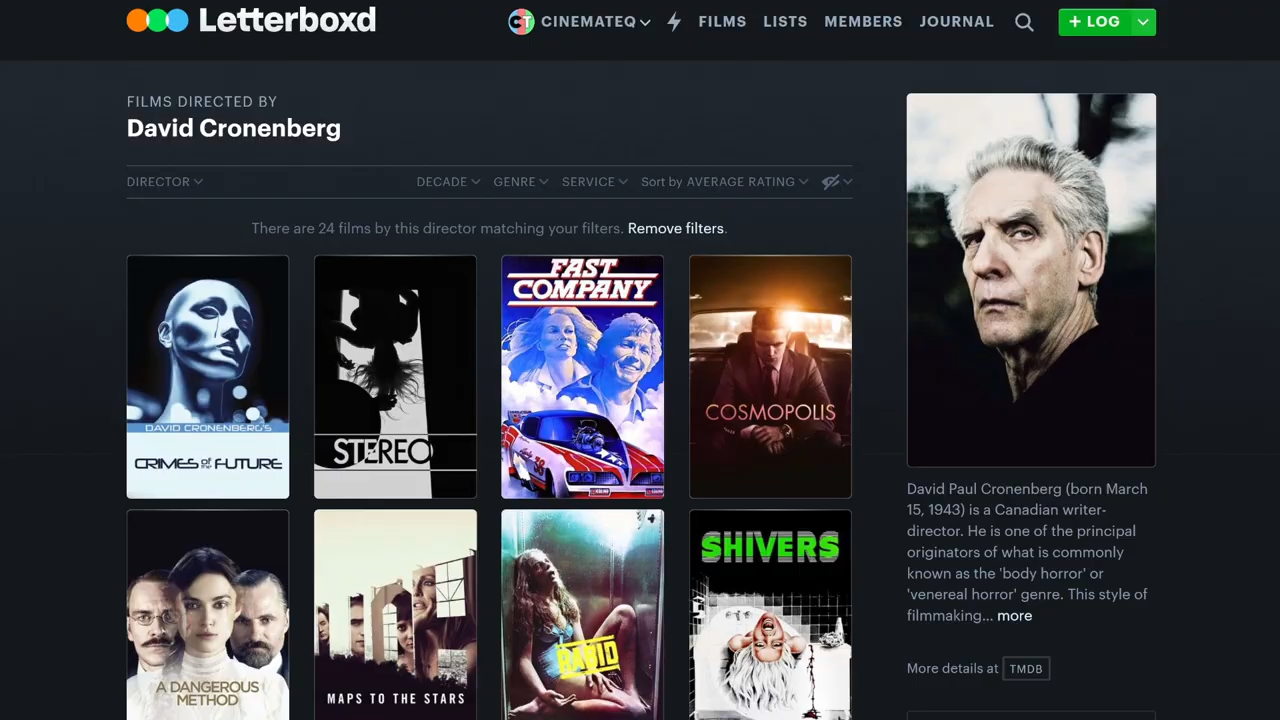 Letterboxd
CT CINEMATEQ FILMS LISTS MEMBERS JOURNAL + LOG
FILMS DIRECTED BY
David Cronenberg
DIRECTOR DECADE GENRE SERVICE Sort by AVERAGE RATING
There are 24 films by this director matching your filters. Remove filters.
DAVID CRONENBERG'S
CRIMES OF THE FUTURE
STEREO
FAST
COMPANY
COSMOPOLIS
A DANGEROUS
METHOD
MAPS TO THE STARS
RABID
SHIVERS
David Paul Cronenberg (born March
15, 1943) is a Canadian writer-
director. He is one of the principal
originators of what is commonly
known as the 'body horror' or
'venereal horror' genre. This style of
filmmaking... more
More details at TMDB